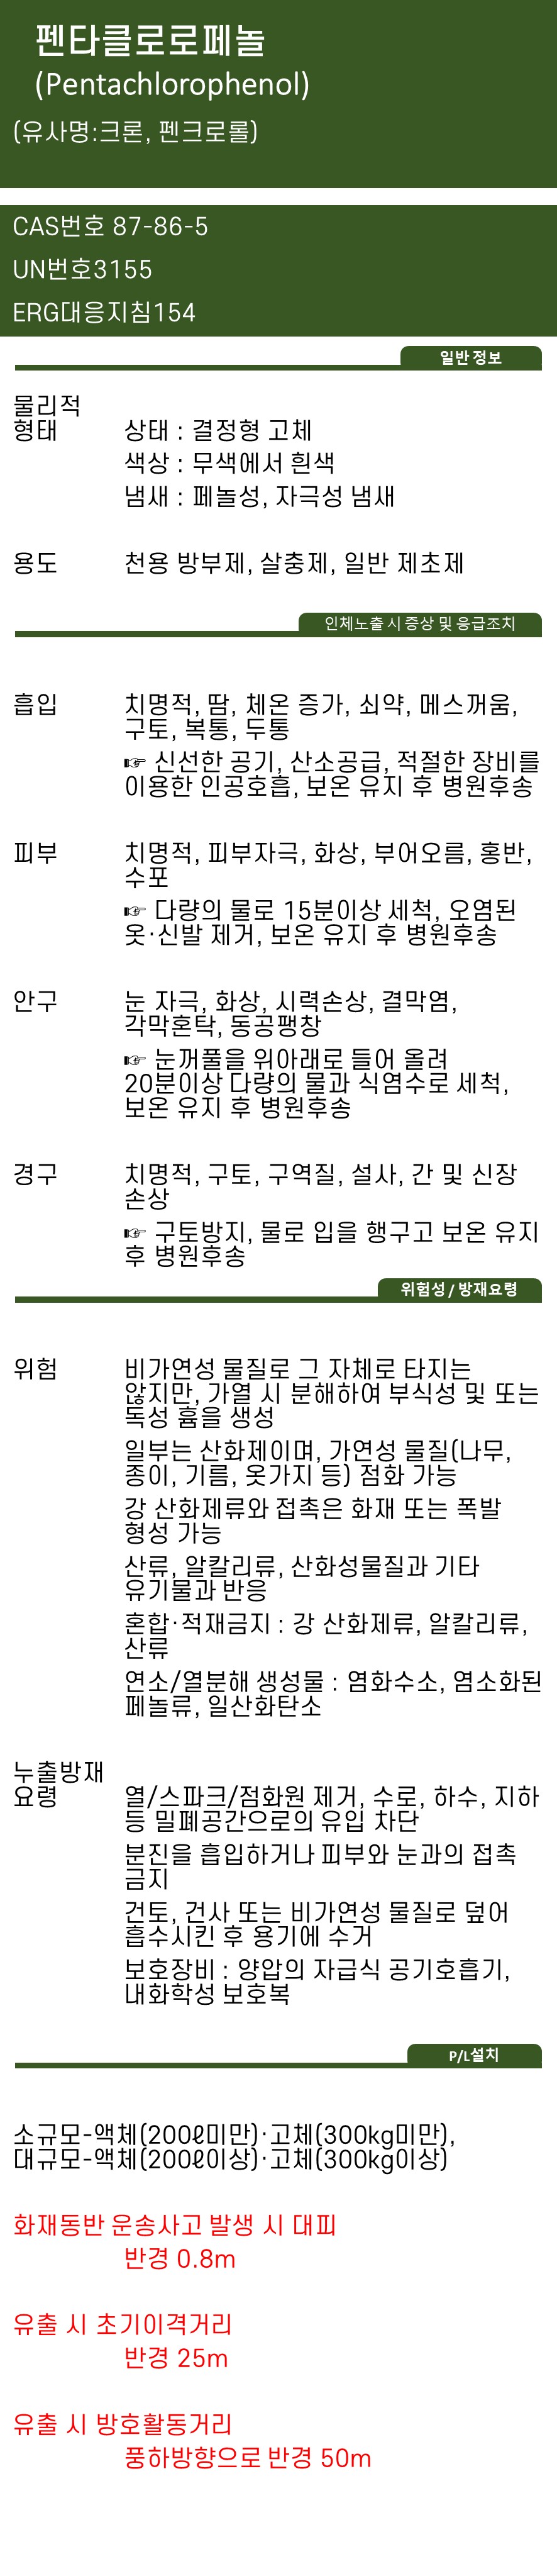 펜타클로로페놀
(Pentachlorophenol)
(유사명:크론, 펜크로롤)
CAS번호 87-86-5
UN번호3155
ERG대응지침154
일반 정보
물리적
형태
상태 : 결정형 고체
색상 : 무색에서 흰색
냄새 : 페놀성, 자극성 냄새
용도
천용 방부제, 살충제, 일반 제초제
인체노출 시 증상 및 응급조치
흡입
치명적, 땀, 체온 증가, 쇠약, 메스꺼움,
구토, 복통, 두통
☞ 신선한 공기, 산소공급, 적절한 장비를
이용한 인공호흡, 보온 유지 후 병원후송
피부
치명적, 피부자극, 화상, 부어오름, 홍반,
수포
☞ 다량의 물로 15분이상 세척, 오염된
옷·신발 제거, 보온 유지 후 병원후송
안구
눈 자극, 화상, 시력손상, 결막염,
각막혼탁, 동공팽창
☞ 눈꺼풀을 위아래로 들어 올려
20분이상 다량의 물과 식염수로 세척,
보온 유지 후 병원후송
경구
치명적, 구토, 구역질, 설사, 간 및 신장
손상
☞ 구토방지, 물로 입을 행구고 보온 유지
후 병원후송
위험성 / 방재요령
위험
비가연성 물질로 그 자체로 타지는
않지만, 가열 시 분해하여 부식성 및 또는
독성 흄을 생성
일부는 산화제이며, 가연성 물질(나무,
종이, 기름, 옷가지 등) 점화 가능
강 산화제류와 접촉은 화재 또는 폭발
형성 가능
산류, 알칼리류, 산화성물질과 기타
유기물과 반응
혼합·적재금지 : 강 산화제류, 알칼리류,
산류
연소/열분해 생성물 : 염화수소, 염소화된
페놀류, 일산화탄소
누출방재
요령
열/스파크/점화원 제거, 수로, 하수, 지하
등 밀폐공간으로의 유입 차단
분진을 흡입하거나 피부와 눈과의 접촉
금지
건토, 건사 또는 비가연성 물질로 덮어
흡수시킨 후 용기에 수거
보호장비 : 양압의 자급식 공기호흡기,
내화학성 보호복
P/L설치
소규모-액체(200ℓ미만)·고체(300kg미만),
대규모-액체(200ℓ이상)·고체(300kg이상)
화재동반 운송사고 발생 시 대피
반경 0.8m
유출 시 초기이격거리
반경 25m
유출 시 방호활동거리
풍하방향으로 반경 50m